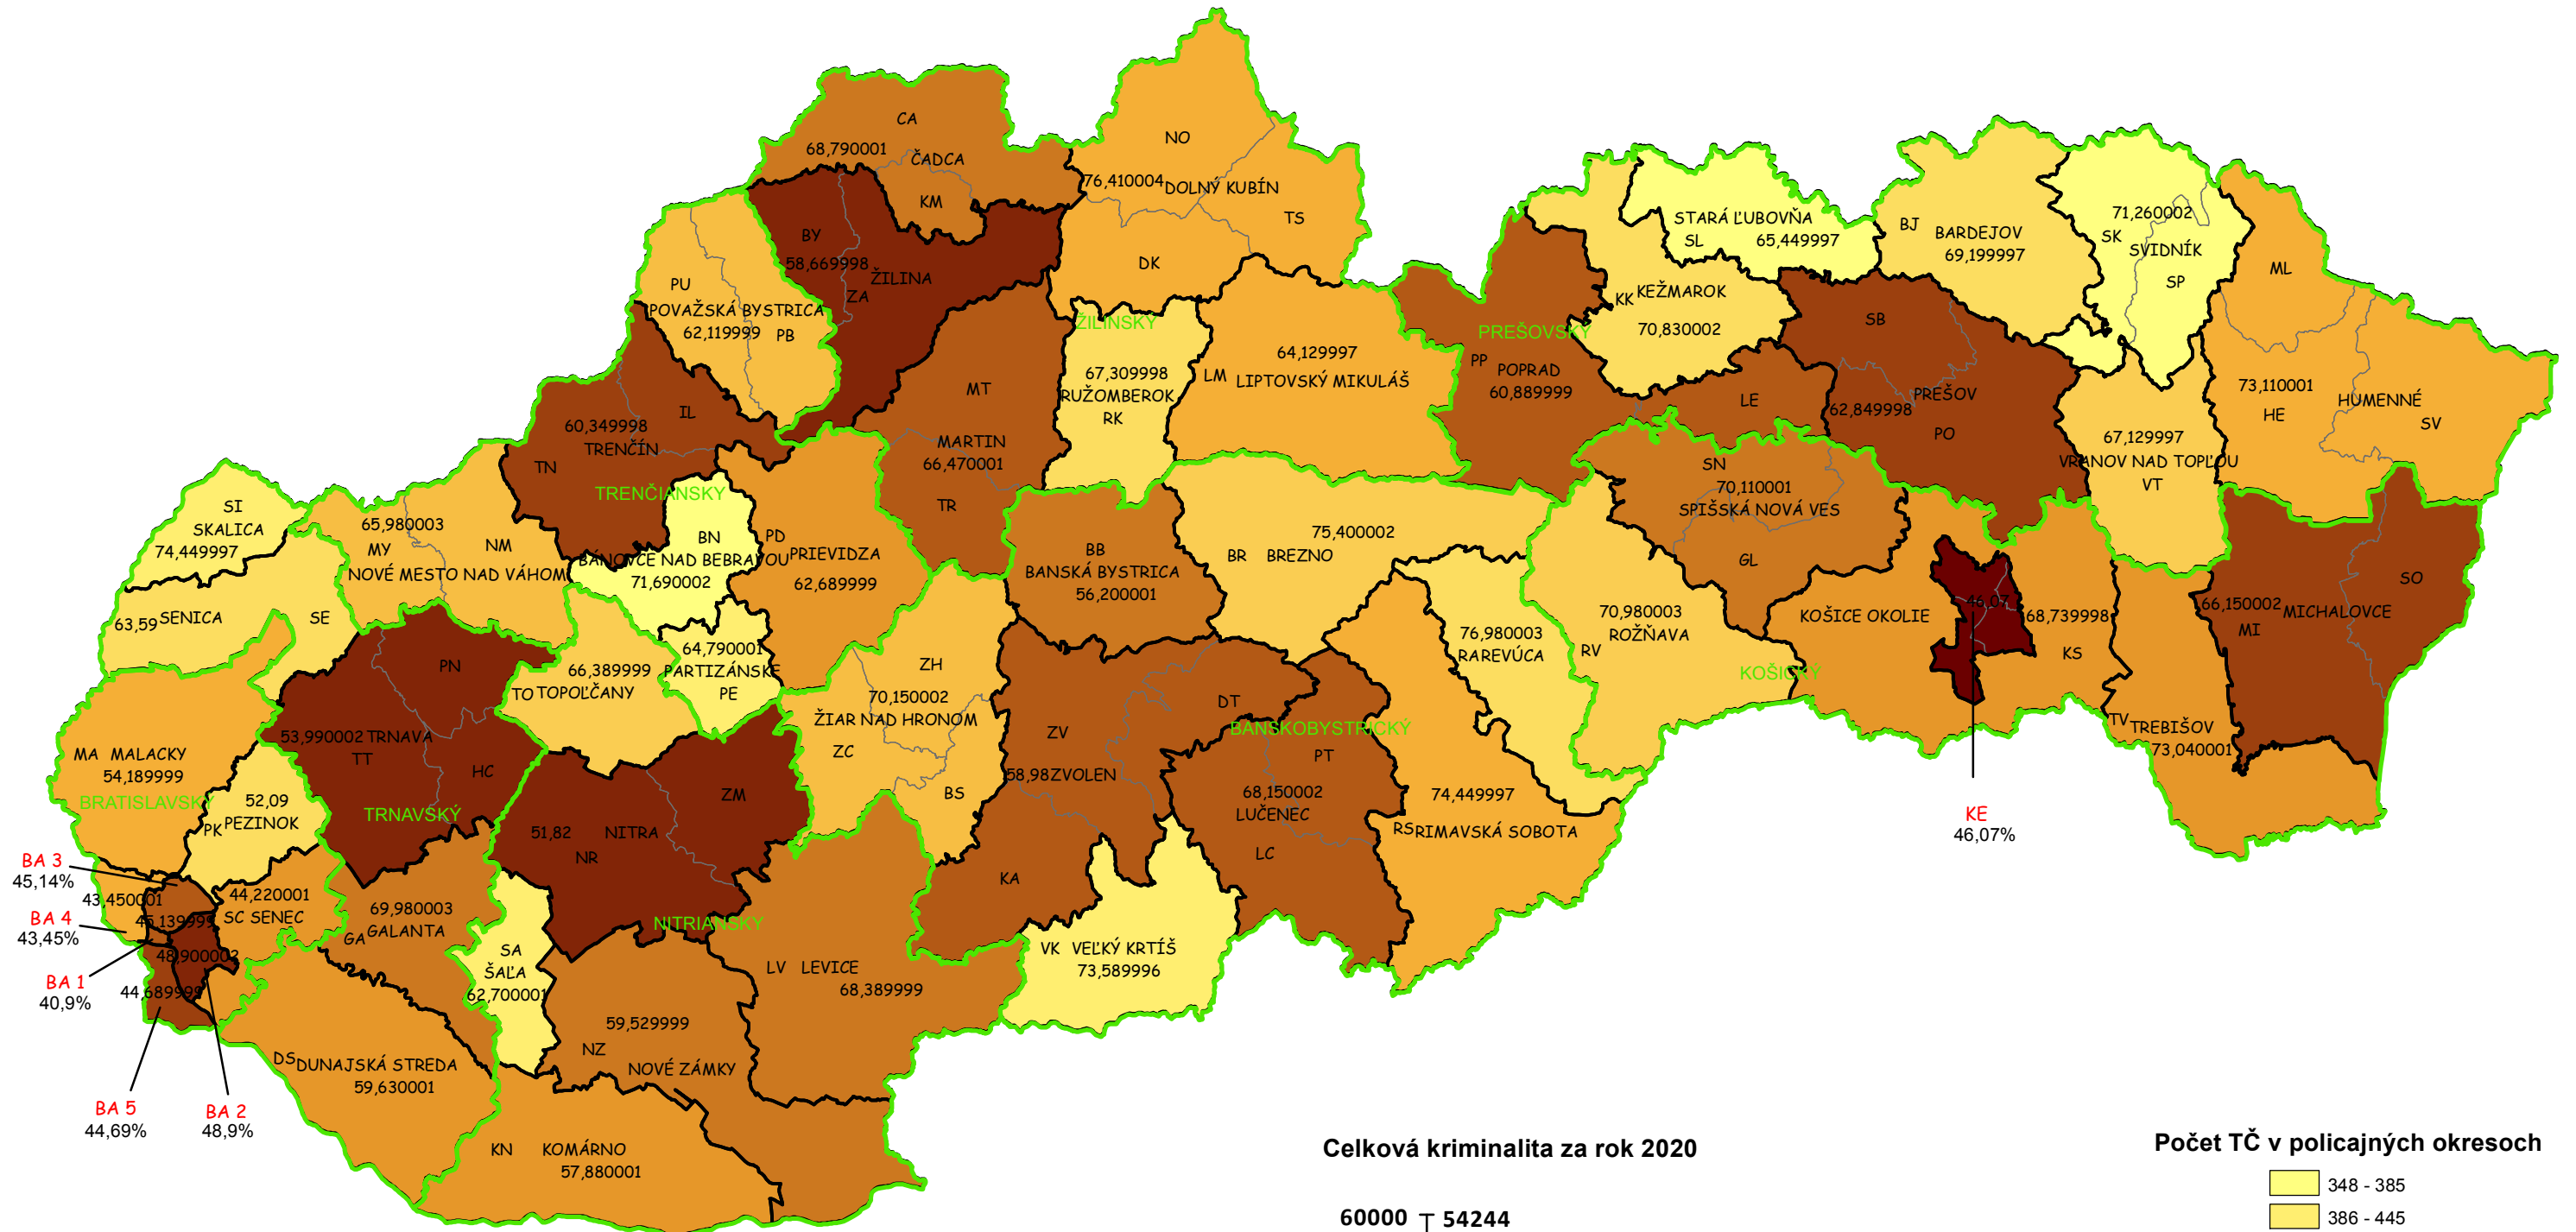 CA
68,790001
ČADCA
KM
NO
76,410004
DOLNÝ KUBÍN
TS
DK
BY
58,669998
ŽILINA
ZA
PU
POVAŽSKÁ BYSTRICA
62,119999
PB
STARÁ ĽUBOVŇA
SL
65,449997
BJ
BARDEJOV
69,199997
71,260002
SK
SVIDNÍK
SP
ML
KK
KEŽMAROK
70,830002
ŽILINSKÝ
PREŠOVSKÝ
SB
67,309998
RUŽOMBEROK
RK
64,129997
LM
LIPTOVSKÝ MIKULÁŠ
PP
POPRAD
60,889999
LE
62,849998
PREŠOV
PO
73,110001
HUMENNÉ
HE
SV
IL
60,349998
TRENČÍN
TN
TRENČIANSKY
MT
MARTIN
66,470001
TR
67,129997
VRANOV NAD TOPĽOU
VT
SN
70,110001
SPIŠSKÁ NOVÁ VES
GL
SI
SKALICA
74,449997
65,980003
MY
NM
NOVÉ MESTO NAD VÁHOM
BN
BÁNOVCE NAD BEBRAVOU
71,690002
PD
PRIEVIDZA
62,689999
BB
BANSKÁ BYSTRICA
56,200001
75,400002
BR
BREZNO
63,59
SENICA
SE
SO
66,150002
MICHALOVCE
MI
KOŠICE OKOLIE
46,07
68,739998
KS
70,980003
ROŽŇAVA
RV
KOŠICKÝ
76,980003
RA
REVÚCA
PN
66,389999
TO
TOPOĽČANY
64,790001
PARTIZÁNSKE
PE
ZH
70,150002
ŽIAR NAD HRONOM
ZC
BS
ZV
DT
BANSKOBYSTRICKÝ
PT
58,98
ZVOLEN
68,150002
LUČENEC
LC
74,449997
RS
RIMAVSKÁ SOBOTA
TV
TREBIŠOV
73,040001
MA
MALACKY
54,189999
BRATISLAVSKÝ
53,990002
TRNAVA
TT
HC
TRNAVSKÝ
52,09
PK
PEZINOK
51,82
NITRA
NR
ZM
NITRIANSKY
KE
46,07%
BA 3
45,14%
43,450001
45,139999
44,220001
SC
SENEC
BA 4
43,45%
BA 1
40,9%
48,900002
44,689999
69,980003
GA
GALANTA
SA
ŠAĽA
62,700001
LV
LEVICE
68,389999
KA
VK
VEĽKÝ KRTÍŠ
73,589996
59,529999
NZ
NOVÉ ZÁMKY
DS
DUNAJSKÁ STREDA
59,630001
BA 5
44,69%
BA 2
48,9%
KN
KOMÁRNO
57,880001
Celková kriminalita za rok 2020
60000
54244
Počet TČ v policajných okresoch
348 - 385
386 - 445